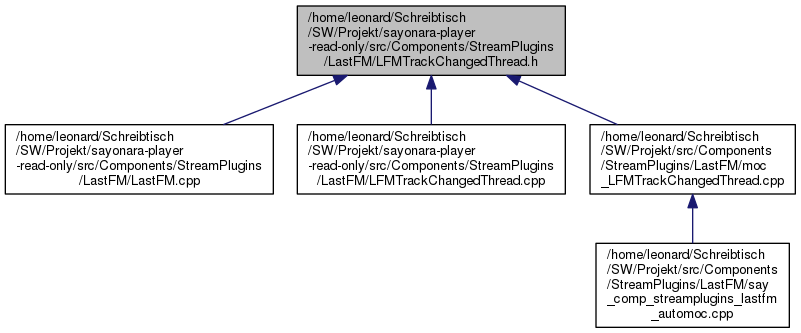 /home/leonard/Schreibtisch
/SW/Projekt/sayonara-player
-read-only/src/Components/StreamPlugins
/LastFM/LFMTrackChangedThread.h
/home/leonard/Schreibtisch
/SW/Projekt/sayonara-player
-read-only/src/Components/StreamPlugins
/LastFM/LastFM.cpp
/home/leonard/Schreibtisch
/SW/Projekt/sayonara-player
-read-only/src/Components/StreamPlugins
/LastFM/LFMTrackChangedThread.cpp
/home/leonard/Schreibtisch
/SW/Projekt/src/Components
/StreamPlugins/LastFM/moc
_LFMTrackChangedThread.cpp
/home/leonard/Schreibtisch
/SW/Projekt/src/Components
/StreamPlugins/LastFM/say
_comp_streamplugins_lastfm
_automoc.cpp